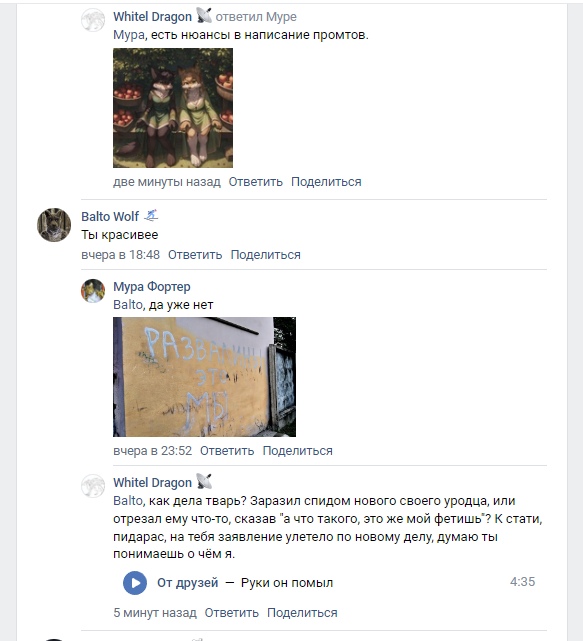 Whitel Dragon ответил Муре
Мура, есть нюансы в написание промтов.
две минуты назад Ответить Поделиться
Balto Wolf
Ты красивее
вчера в 18:48 Ответить Поделиться
Мура Фортер
Balto, да уже нет
РАЗВАЛИНЫ
ЭТО
МЫ
вчера в 23:52 Ответить Поделиться
Whitel Dragon
Balto, как дела тварь? Заразил спидом нового своего уродца, или
отрезал ему что-то, сказав "а что такого, это же мой фетишь"? К стати,
пидарас, на тебя заявление улетело по новому делу, думаю ты
понимаешь о чём я.
От друзей — Руки он помыл 4:35
5 минут назад Ответить Поделиться